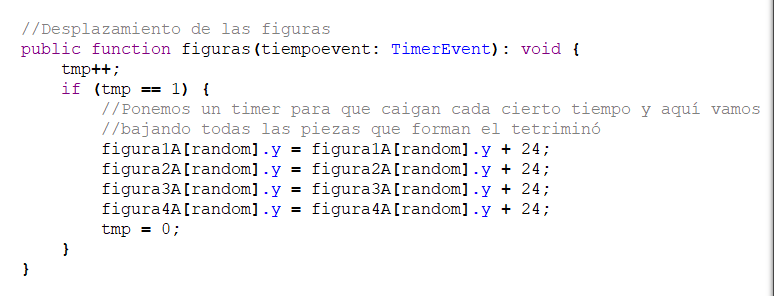 //Desplazamiento de las figuras
public function figuras(tiempoevent: TimerEvent): void {
tmp++;
if (tmp == 1) {
//Ponemos un timer para que caigan cada cierto tiempo y aquí vamos
//bajando todas las piezas que forman el tetriminó
figura1A[random].y = figura1A[random].y + 24;
figura2A[random].y = figura2A[random].y + 24;
figura3A[random].y = figura3A[random].y + 24;
figura4A[random].y = figura4A[random].y + 24;
tmp = 0;
}
}